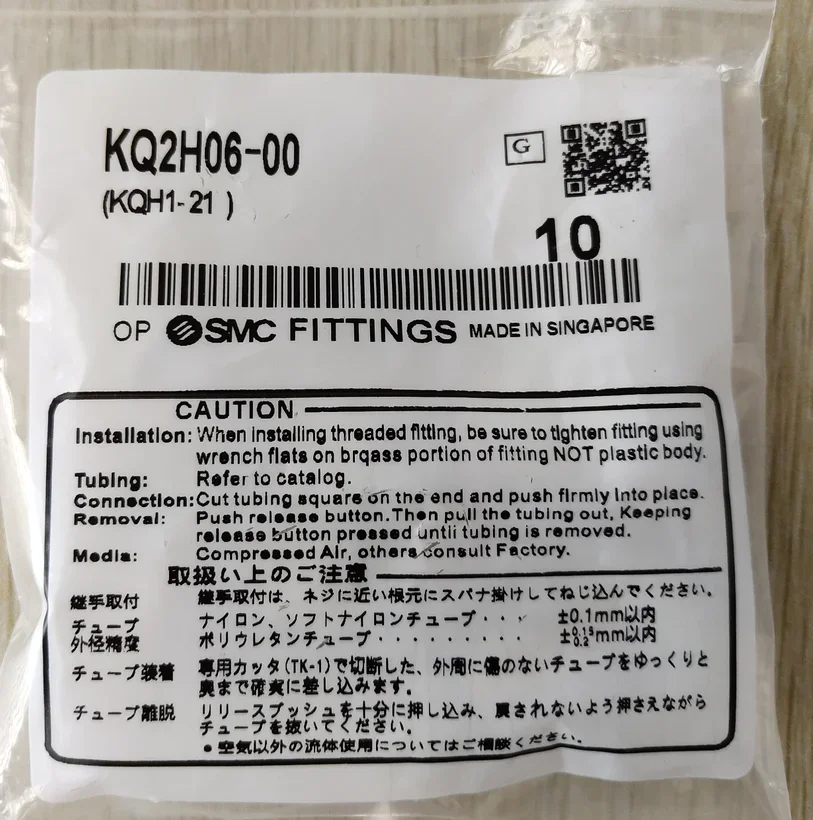 KQ2H06-00
G
(KQH1-21 )
10
OP SMC FITTINGS MADE IN SINGAPORE
CAUTION
Installation: When installing threaded fitting, be sure to tighten fitting using
wrench flats on brqass portion of fitting NOT plastic body.
Tubing: Refer to catalog.
Connection: Cut tubing square on the end and push firmly into place.
Removal: Push release button. Then pull the tubing out, Keeping
release button pressed untii tubing is removed.
Media: Compressed Air, others consult Factory.
取扱い上のご注意
継手取付 継手取付は、ネジに近い根元にスパナ掛けしてねじ込んでください。
チューブ ナイロン、ソフトナイロンチューブ・・・ ±0.1mm以内
外径精度 ポリウレタンチューブ・・・・・・・・・ ±0.15 0.2mm以内
チューブ装着 専用カッタ(TK-1)で切断した、外周に傷のないチューブをゆっくりと
奥まで確実に差し込みます。
チューブ離脱 リリースブッシュを十分に押し込み、戻されないよう押さえながら
チューブを抜いてください。
•空気以外の流体使用についてはご相談ください。